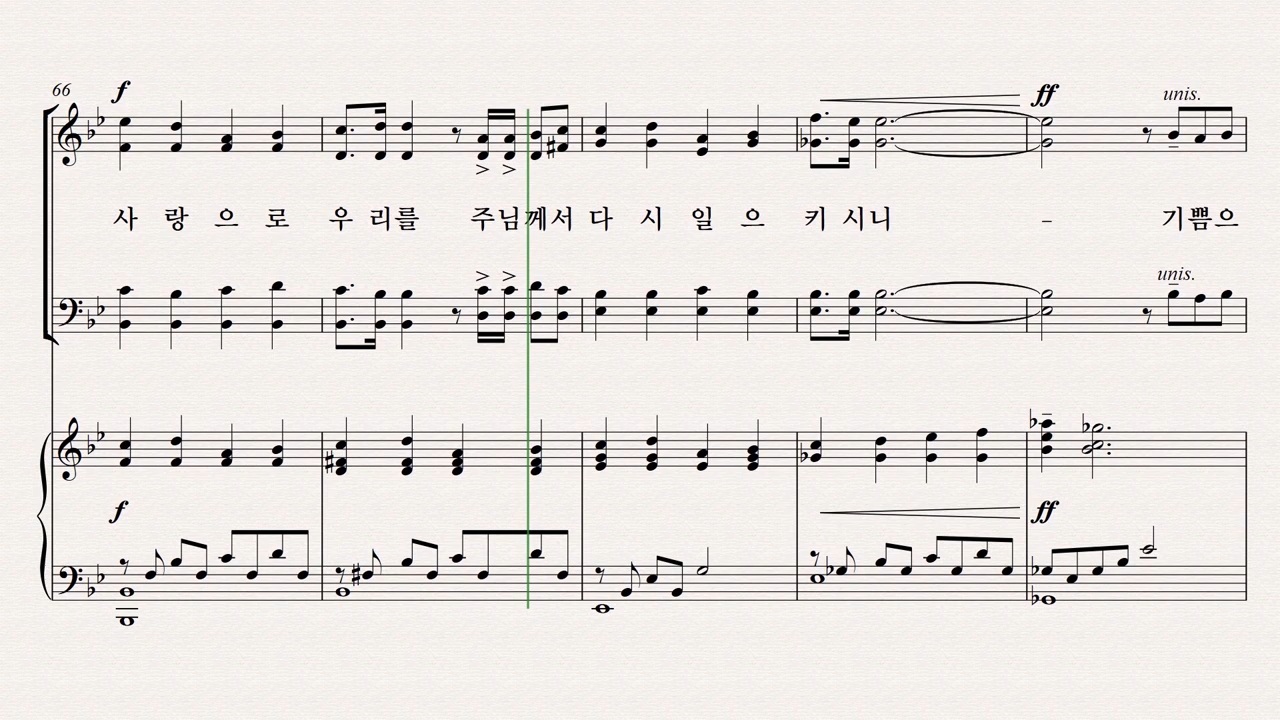 66
f
ff
unis.
사 랑 으 로 우 리를 주님께서 다 시 일 으 키 시니 – 기쁨으
unis.
f
ff